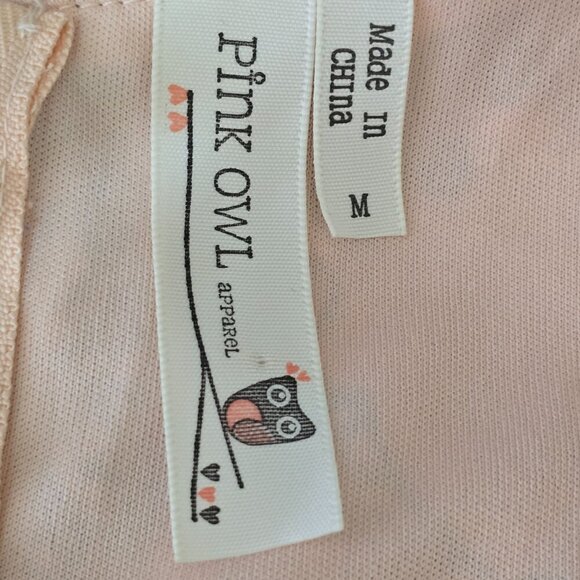 Pink OWL
apparel
Made In
CHIna
M